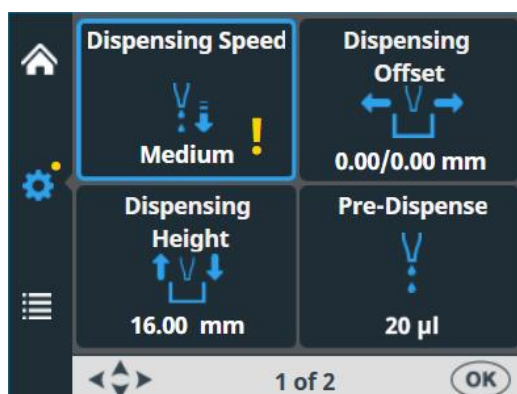 Dispensing Speed
Medium
!
Dispensing
Offset
0.00/0.00 mm
Dispensing
Height
16.00 mm
Pre-Dispense
20 µl
1 of 2
OK